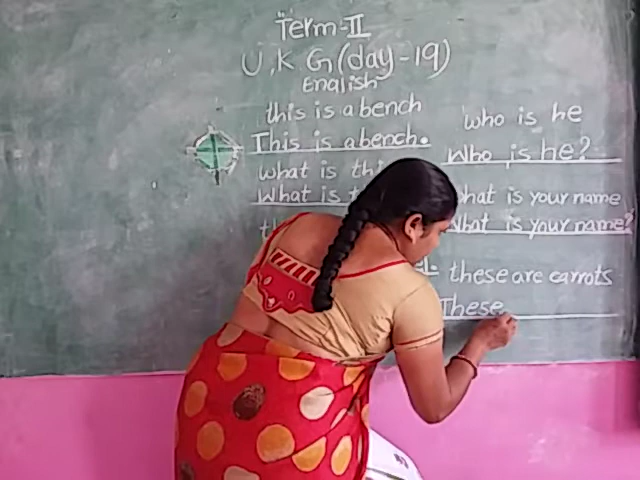 Term-II
U.K G (day-19)
English
this is a bench
This is a bench.
what is
What is
who is he
Who is he?
what is your name
What is your name?
these are carrots
These